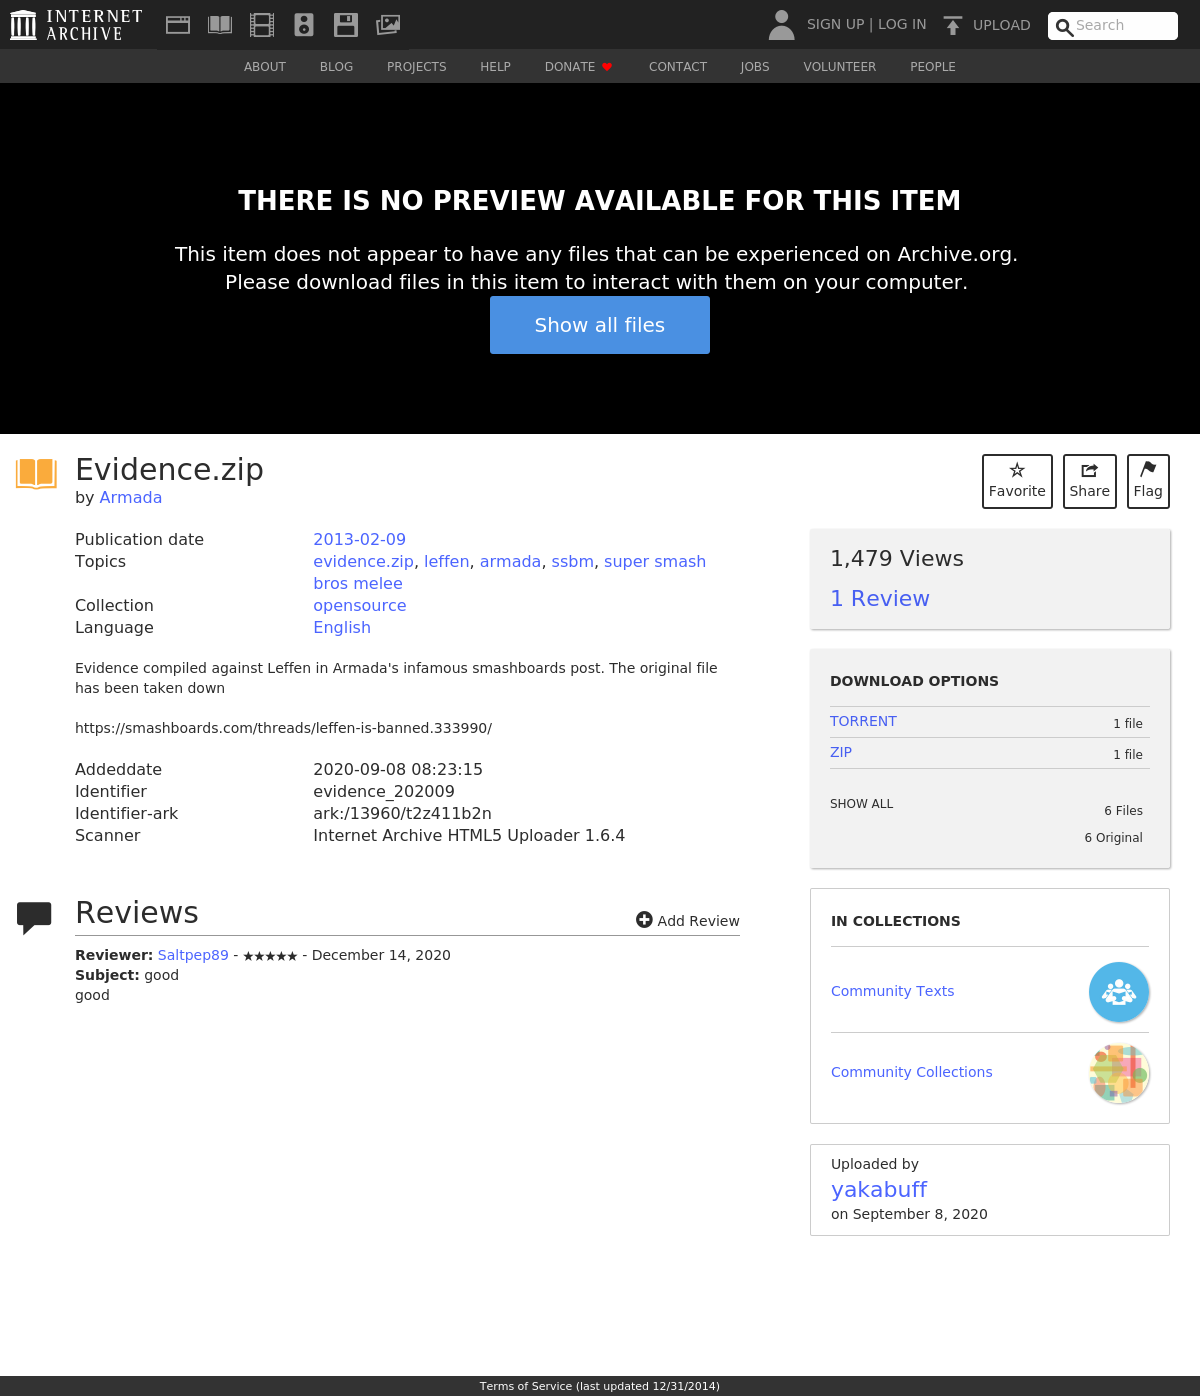 INTERNET
ARCHIVE
SIGN UP | LOG IN
UPLOAD
Search
ABOUT BLOG PROJECTS HELP DONATE CONTACT JOBS VOLUNTEER PEOPLE
THERE IS NO PREVIEW AVAILABLE FOR THIS ITEM
This item does not appear to have any files that can be experienced on Archive.org.
Please download files in this item to interact with them on your computer.
Show all files
Evidence.zip
by Armada
Favorite
Share
Flag
Publication date 2013-02-09
Topics evidence.zip, leffen, armada, ssbm, super smash
bros melee
Collection opensource
Language English
Evidence compiled against Leffen in Armada's infamous smashboards post. The original file
has been taken down
https://smashboards.com/threads/leffen-is-banned.333990/
Addeddate 2020-09-08 08:23:15
Identifier evidence_202009
Identifier-ark ark:/13960/t2z411b2n
Scanner Internet Archive HTML5 Uploader 1.6.4
Reviews
Add Review
Reviewer: Saltpep89 - ★★★★★ - December 14, 2020
Subject: good
good
1,479 Views
1 Review
DOWNLOAD OPTIONS
TORRENT 1 file
ZIP 1 file
SHOW ALL 6 Files
6 Original
IN COLLECTIONS
Community Texts
Community Collections
Uploaded by
yakabuff
on September 8, 2020
Terms of Service (last updated 12/31/2014)